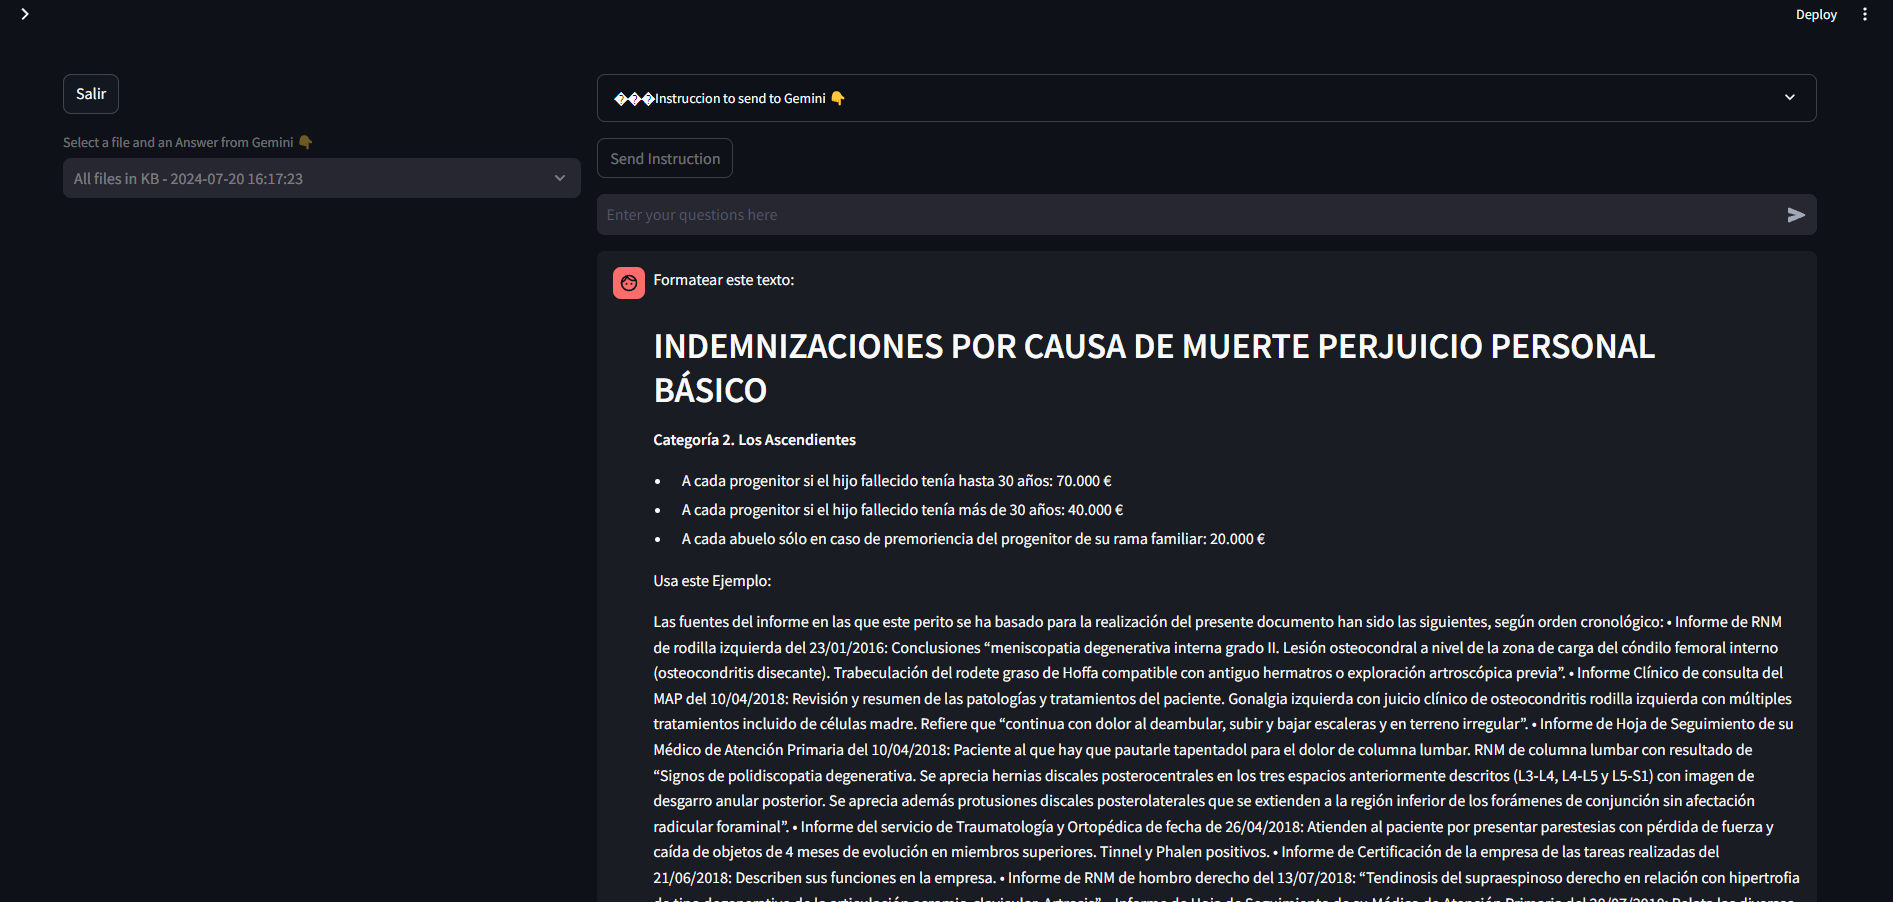 Deploy
Salir
Select a file and an Answer from Gemini 👇
All files in KB - 2024-07-20 16:17:23
���Instruccion to send to Gemini 👇
Send Instruction
Enter your questions here
Formatear este texto:
INDEMNIZACIONES POR CAUSA DE MUERTE PERJUICIO PERSONAL
BÁSICO
Categoría 2. Los Ascendientes
• A cada progenitor si el hijo fallecido tenía hasta 30 años: 70.000 €
• A cada progenitor si el hijo fallecido tenía más de 30 años: 40.000 €
• A cada abuelo sólo en caso de premoriencia del progenitor de su rama familiar: 20.000 €
Usa este Ejemplo:
Las fuentes del informe en las que este perito se ha basado para la realización del presente documento han sido las siguientes, según orden cronológico: • Informe de RNM
de rodilla izquierda del 23/01/2016: Conclusiones “meniscopatia degenerativa interna grado II. Lesión osteocondral a nivel de la zona de carga del cóndilo femoral interno
(osteocondritis disecante). Trabeculación del rodete graso de Hoffa compatible con antiguo hermatros o exploración artroscópica previa”. • Informe Clínico de consulta del
MAP del 10/04/2018: Revisión y resumen de las patologías y tratamientos del paciente. Gonalgia izquierda con juicio clínico de osteocondritis rodilla izquierda con múltiples
tratamientos incluido de células madre. Refiere que “continua con dolor al deambular, subir y bajar escaleras y en terreno irregular”. • Informe de Hoja de Seguimiento de su
Médico de Atención Primaria del 10/04/2018: Paciente al que hay que pautarle tapentadol para el dolor de columna lumbar. RNM de columna lumbar con resultado de
“Signos de polidiscopatia degenerativa. Se aprecia hernias discales posterocentrales en los tres espacios anteriormente descritos (L3-L4, L4-L5 y L5-S1) con imagen de
desgarro anular posterior. Se aprecia además protusiones discales posterolaterales que se extienden a la región inferior de los forámenes de conjunción sin afectación
radicular foraminal”. • Informe del servicio de Traumatología y Ortopédica de fecha de 26/04/2018: Atienden al paciente por presentar parestesias con pérdida de fuerza y
caída de objetos de 4 meses de evolución en miembros superiores. Tinnel y Phalen positivos. • Informe de Certificación de la empresa de las tareas realizadas del
21/06/2018: Describen sus funciones en la empresa. • Informe de RNM de hombro derecho del 13/07/2018: “Tendinosis del supraespinoso derecho en relación con hipertrofia